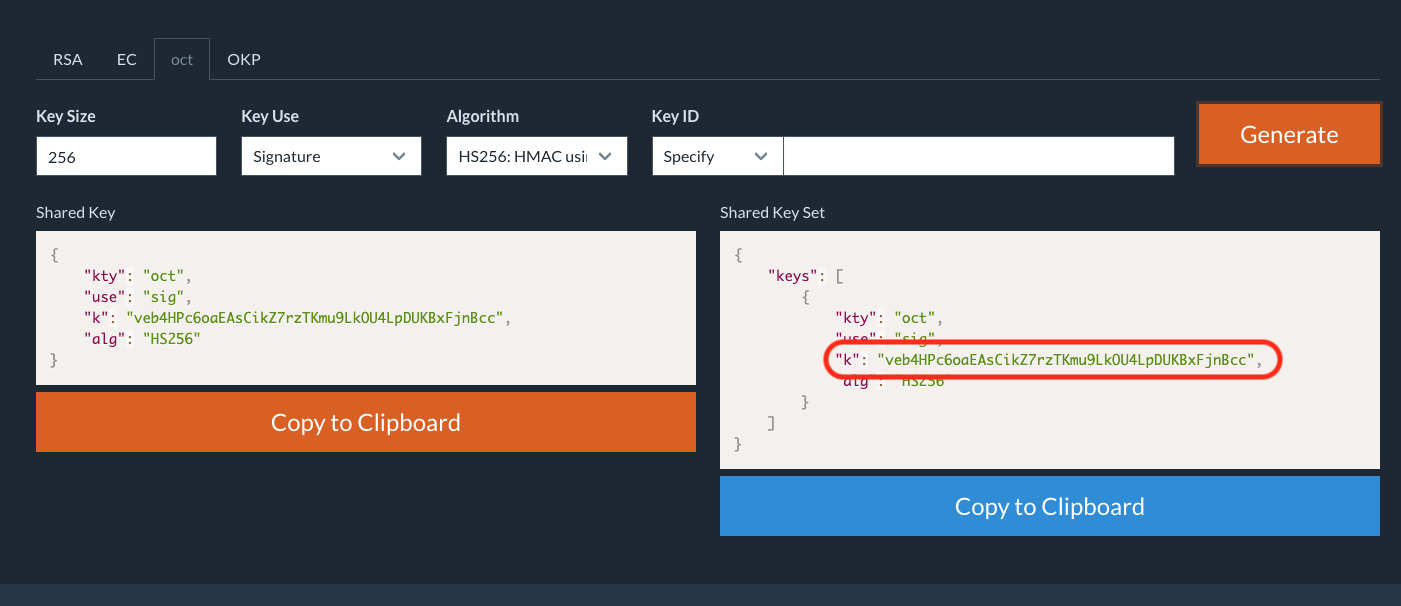 RSA EC oct OKP
Key Size Key Use Algorithm Key ID
256 Signature HS256: HMAC usin Specify Generate
Shared Key
{
"kty": "oct",
"use": "sig",
"k": "veb4HPc6oaEAsCikZ7rzTKmu9LkOU4LpDUKBxFjnBcc",
"alg": "HS256"
}
Copy to Clipboard
Shared Key Set
{
"keys": [
{
"kty": "oct",
"use": "sig",
"k": "veb4HPc6oaEAsCikZ7rzTKmu9LkOU4LpDUKBxFjnBcc",
"alg": "HS256"
}
]
}
Copy to Clipboard